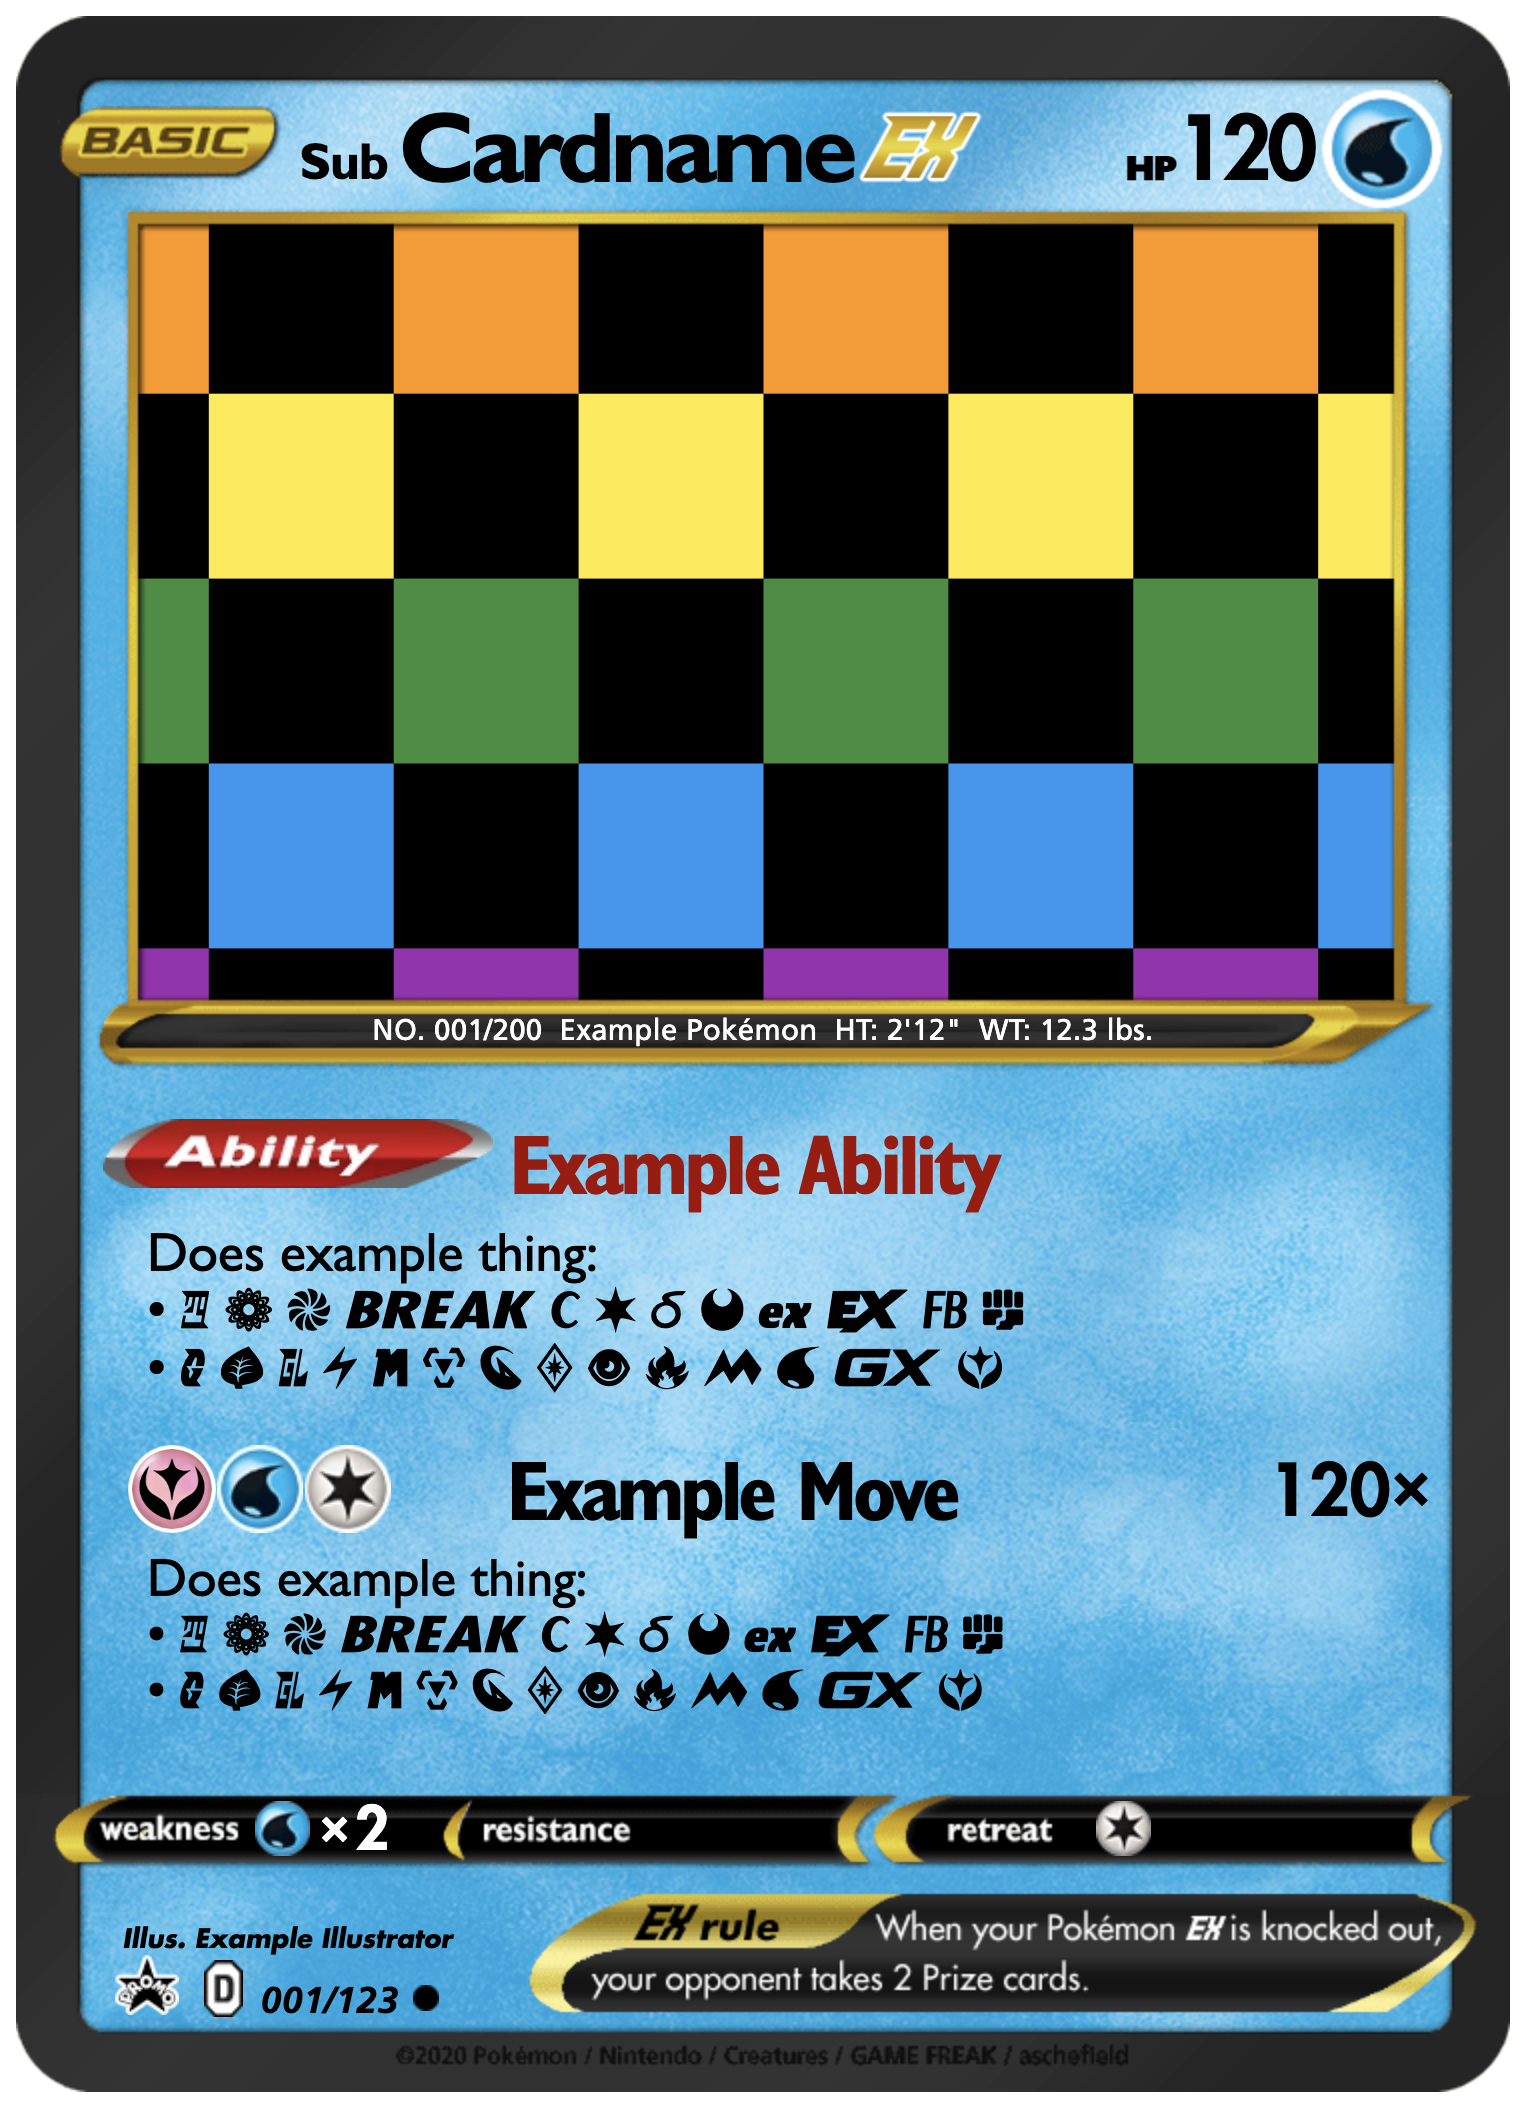 BASIC Sub Cardname EX HP 120
NO. 001/200 Example Pokémon HT: 2'12" WT: 12.3 lbs.
Ability Example Ability
Does example thing:
• BREAK C ex EX FB
• G GL M GX
Example Move 120×
Does example thing:
• BREAK C ex EX FB
• G GL M GX
weakness ×2 resistance retreat
EX rule When your Pokémon EX is knocked out,
your opponent takes 2 Prize cards.
Illus. Example Illustrator
PROMO D 001/123 ●
©2020 Pokémon / Nintendo / Creatures / GAME FREAK / aschefield